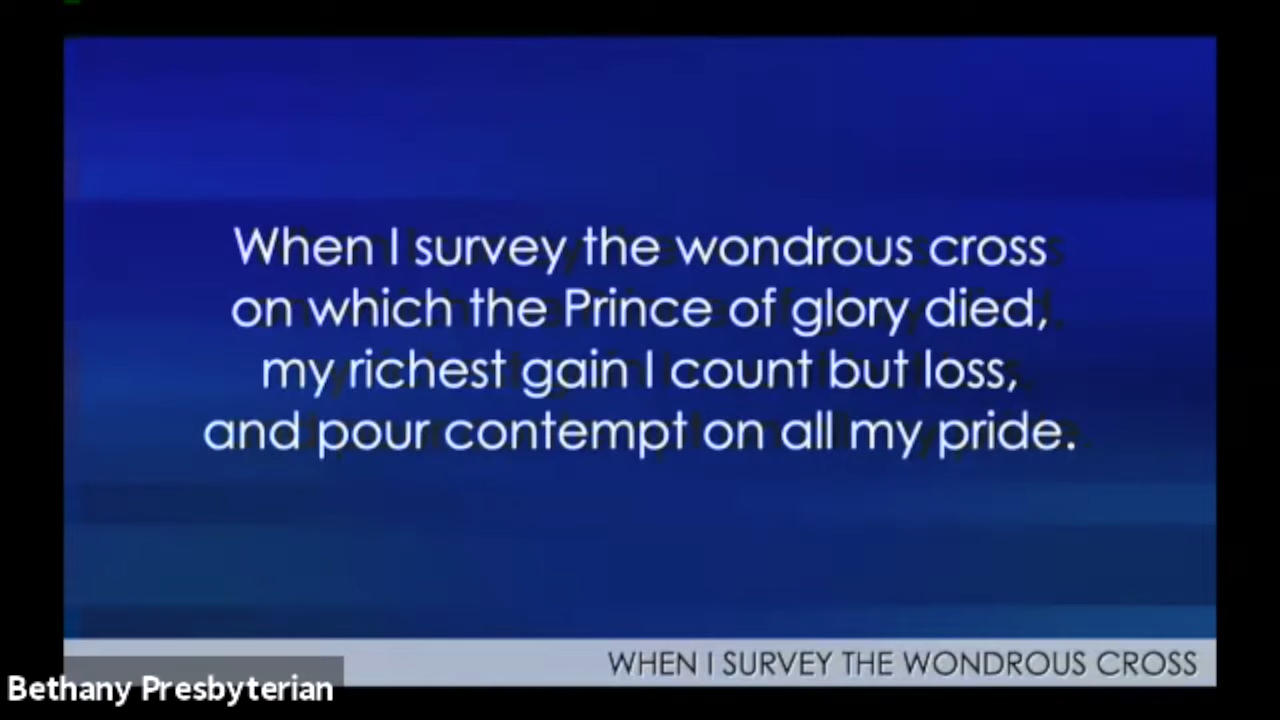 When I survey the wondrous cross
on which the Prince of glory died,
my richest gain I count but loss,
and pour contempt on all my pride.
WHEN I SURVEY THE WONDROUS CROSS
Bethany Presbyterian